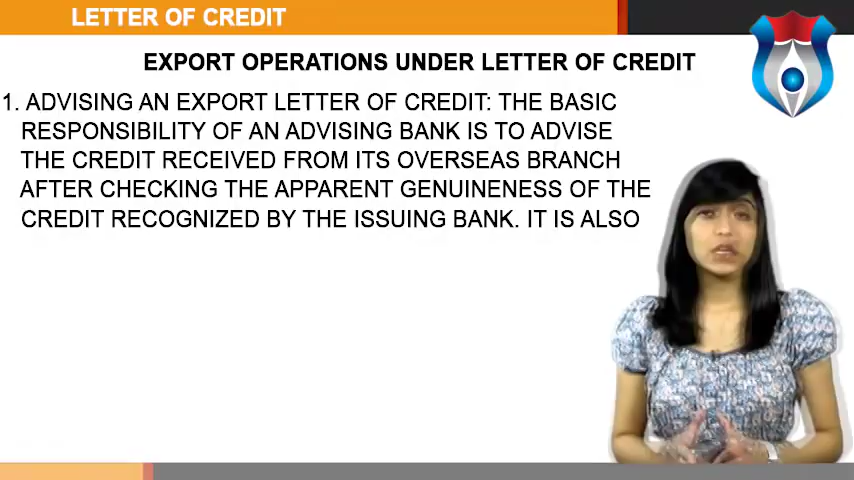 LETTER OF CREDIT
EXPORT OPERATIONS UNDER LETTER OF CREDIT
1. ADVISING AN EXPORT LETTER OF CREDIT: THE BASIC
RESPONSIBILITY OF AN ADVISING BANK IS TO ADVISE
THE CREDIT RECEIVED FROM ITS OVERSEAS BRANCH
AFTER CHECKING THE APPARENT GENUINENESS OF THE
CREDIT RECOGNIZED BY THE ISSUING BANK. IT IS ALSO